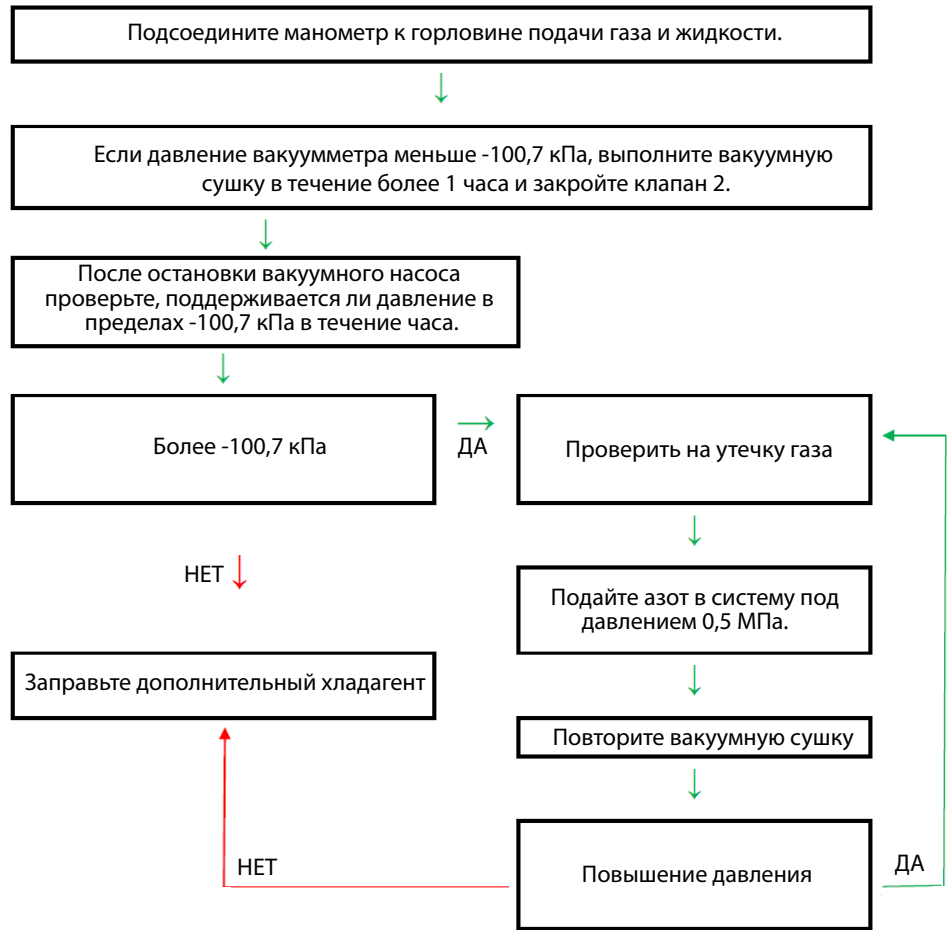 Подсоедините манометр к горловине подачи газа и жидкости.
Если давление вакуумметра меньше -100,7 кПа, выполните вакуумную
сушку в течение более 1 часа и закройте клапан 2.
После остановки вакуумного насоса
проверьте, поддерживается ли давление в
пределах -100,7 кПа в течение часа.
Более -100,7 кПа
ДА
Проверить на утечку газа
НЕТ
Подайте азот в систему под
давлением 0,5 МПа.
Заправьте дополнительный хладагент
Повторите вакуумную сушку
НЕТ
Повышение давления
ДА